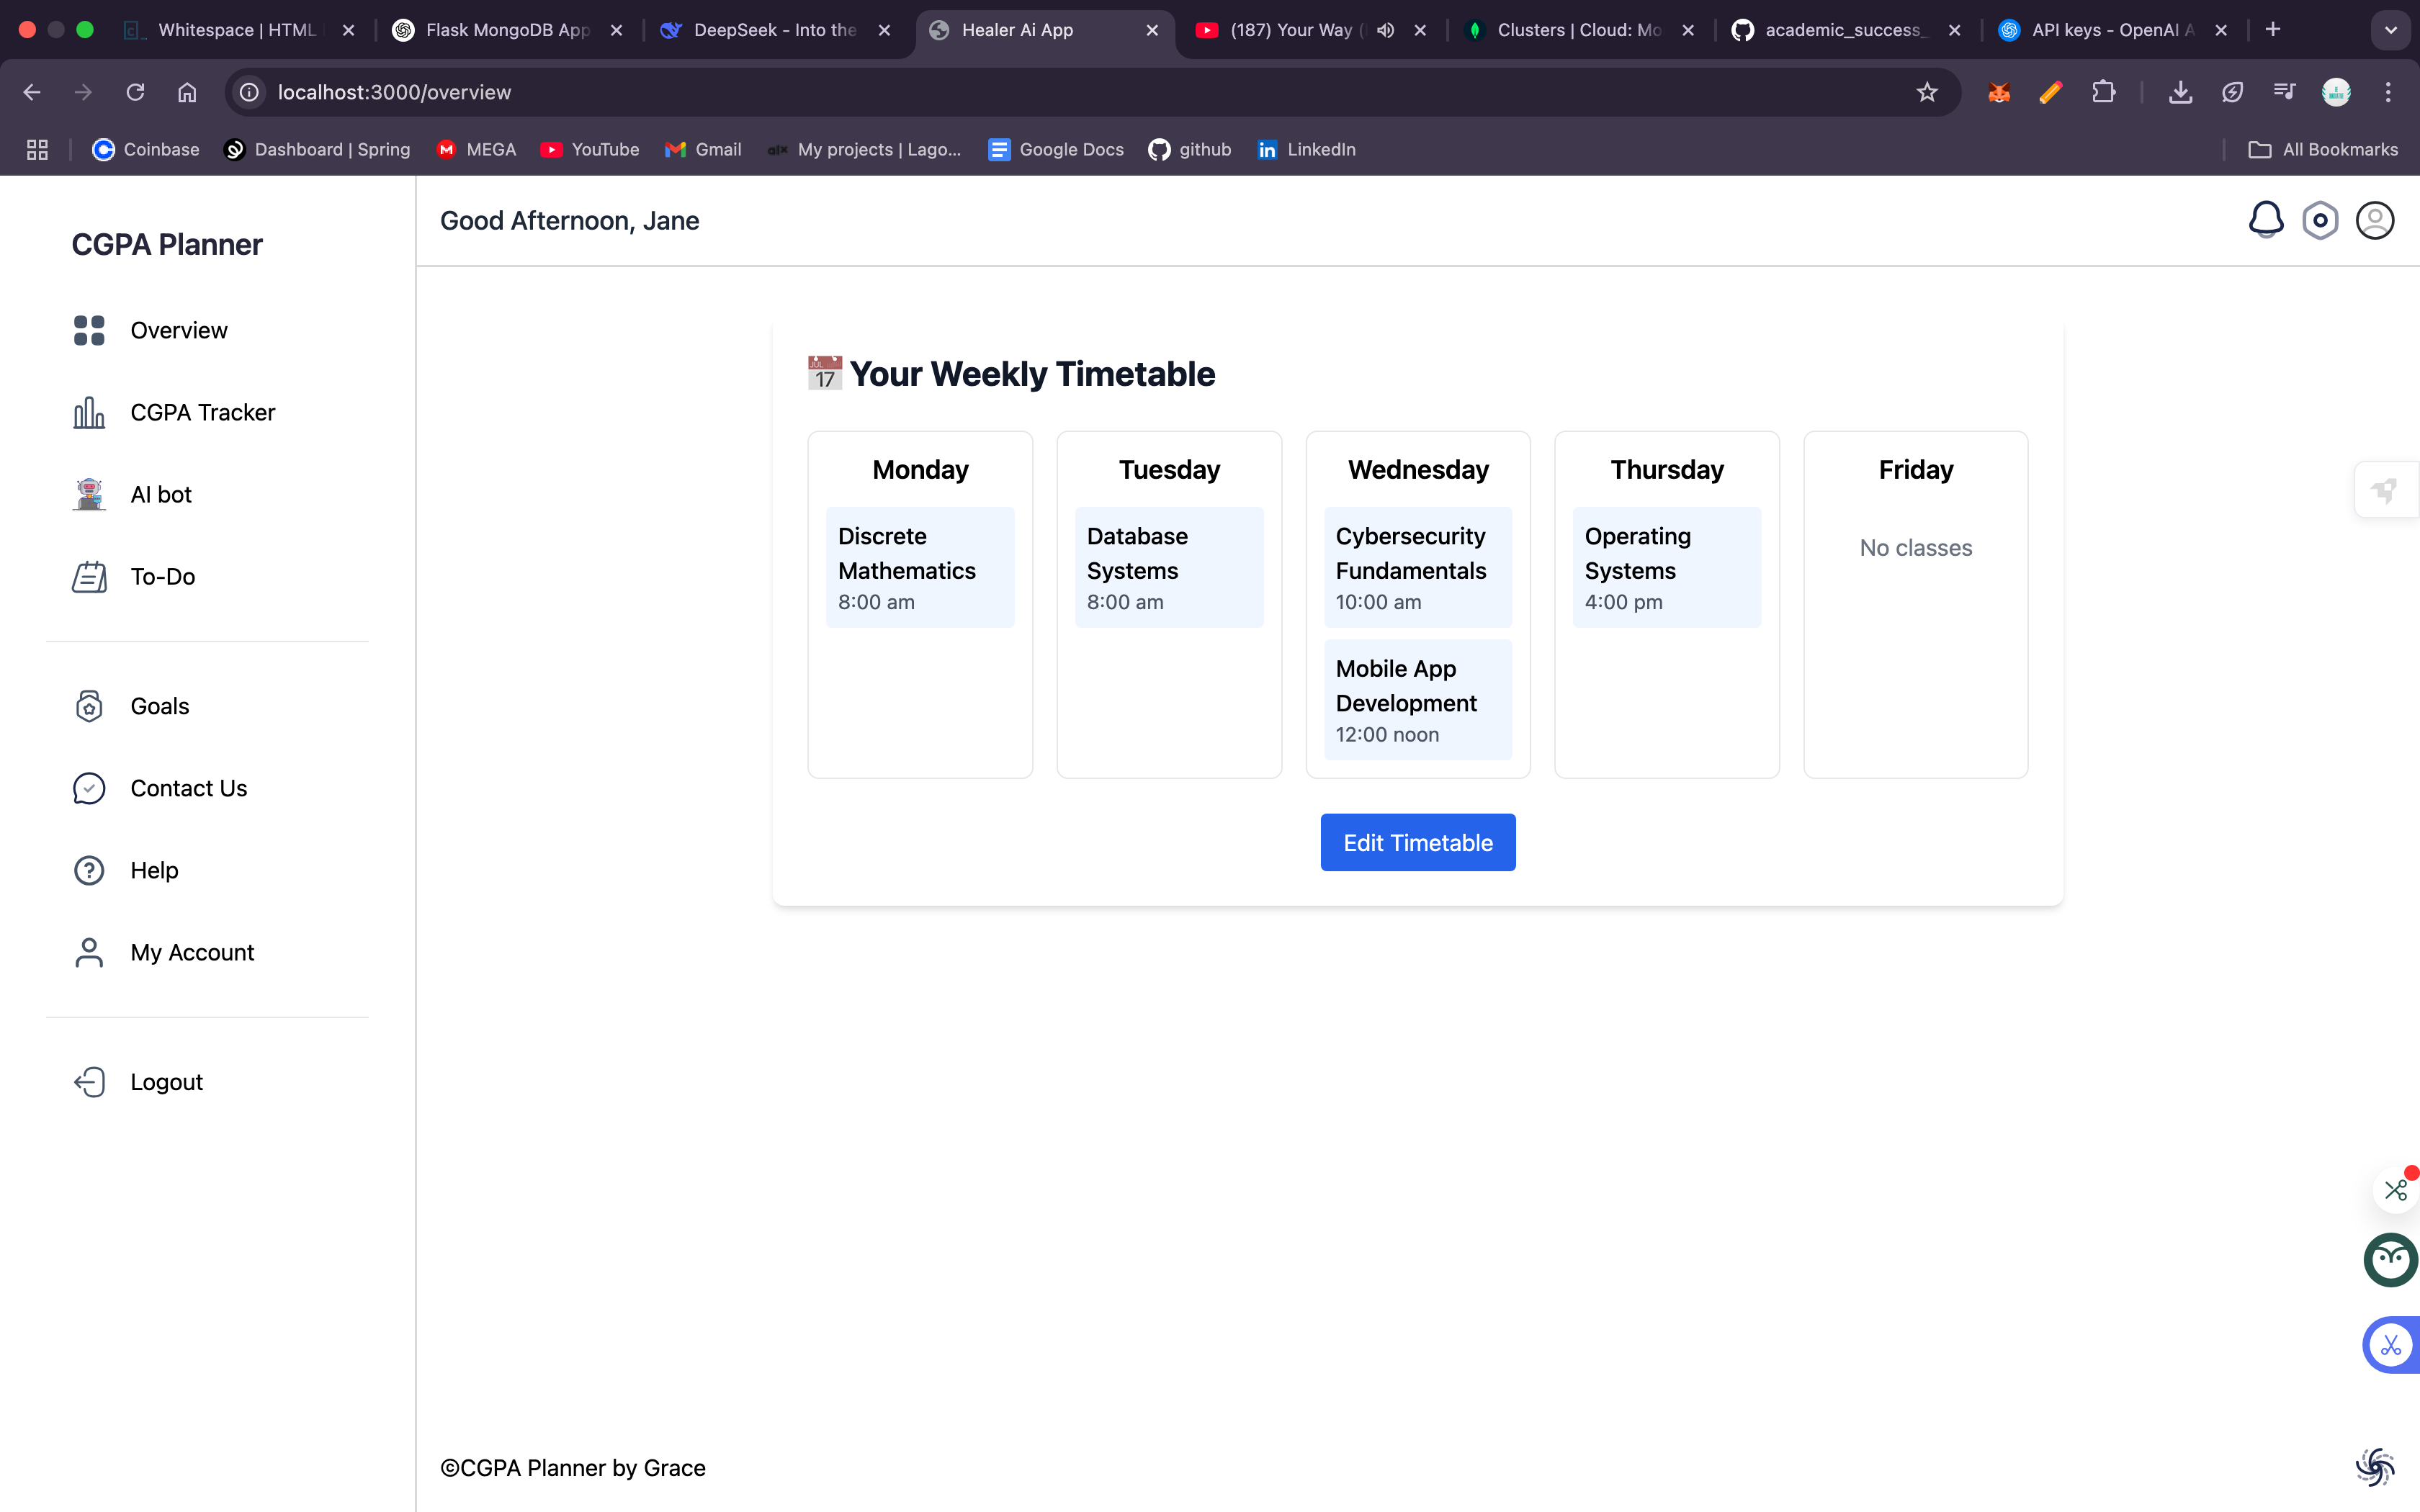 Whitespace | HTML
Flask MongoDB App
DeepSeek - Into the
Healer Ai App
(187) Your Way (
Clusters | Cloud: Mo
academic_success_
API keys - OpenAI A
localhost:3000/overview
Coinbase
Dashboard | Spring
MEGA
YouTube
Gmail
My projects | Lago...
Google Docs
github
LinkedIn
All Bookmarks
CGPA Planner
Overview
CGPA Tracker
AI bot
To-Do
Goals
Contact Us
Help
My Account
Logout
Good Afternoon, Jane
JUL
17
Your Weekly Timetable
Monday
Discrete
Mathematics
8:00 am
Tuesday
Database
Systems
8:00 am
Wednesday
Cybersecurity
Fundamentals
10:00 am
Mobile App
Development
12:00 noon
Thursday
Operating
Systems
4:00 pm
Friday
No classes
Edit Timetable
©CGPA Planner by Grace